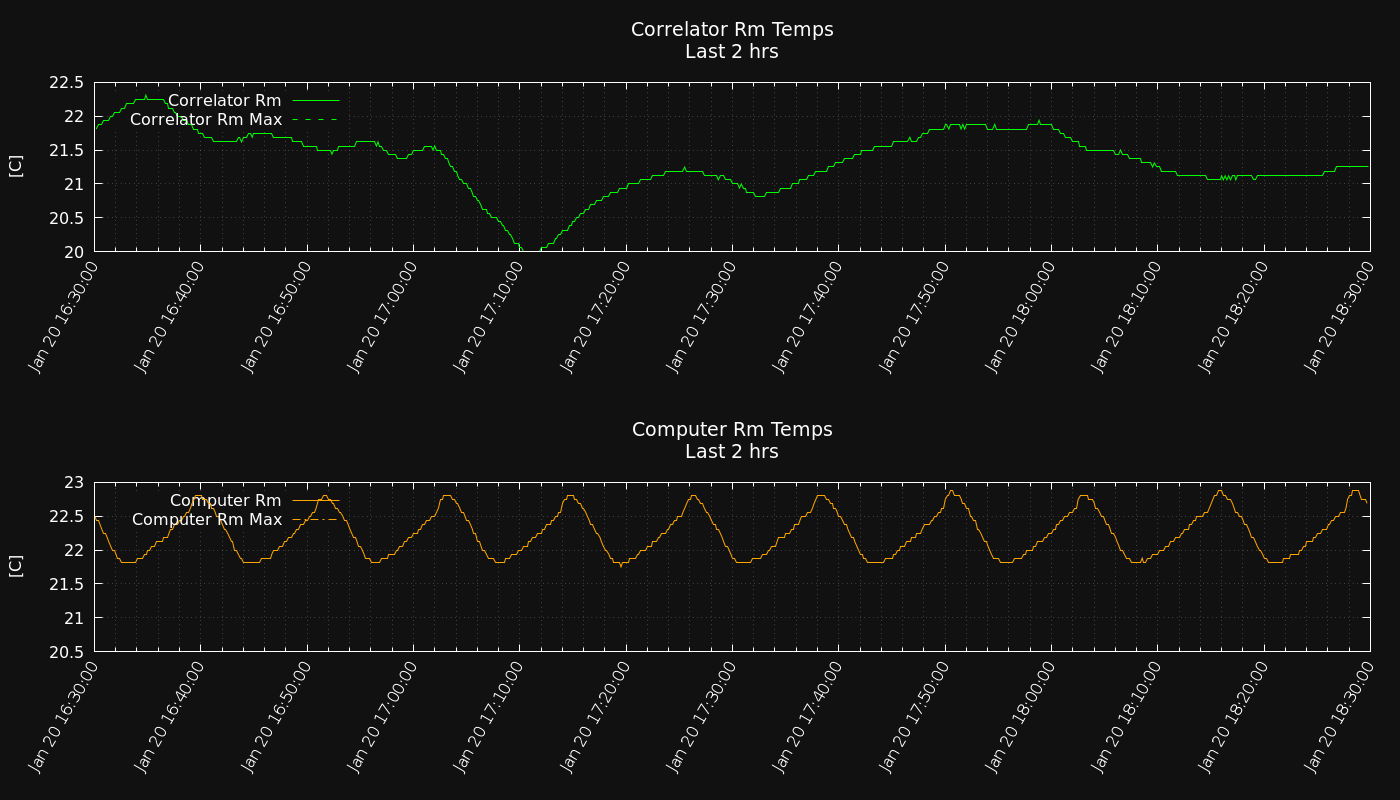 Correlator Rm Temps
Last 2 hrs
22.5
22
21.5
21
20.5
20
[C]
Correlator Rm
Correlator Rm Max
Jan 20 16:30:00
Jan 20 16:40:00
Jan 20 16:50:00
Jan 20 17:00:00
Jan 20 17:10:00
Jan 20 17:20:00
Jan 20 17:30:00
Jan 20 17:40:00
Jan 20 17:50:00
Jan 20 18:00:00
Jan 20 18:10:00
Jan 20 18:20:00
Jan 20 18:30:00
Computer Rm Temps
Last 2 hrs
23
22.5
22
21.5
21
20.5
[C]
Computer Rm
Computer Rm Max
Jan 20 16:30:00
Jan 20 16:40:00
Jan 20 16:50:00
Jan 20 17:00:00
Jan 20 17:10:00
Jan 20 17:20:00
Jan 20 17:30:00
Jan 20 17:40:00
Jan 20 17:50:00
Jan 20 18:00:00
Jan 20 18:10:00
Jan 20 18:20:00
Jan 20 18:30:00